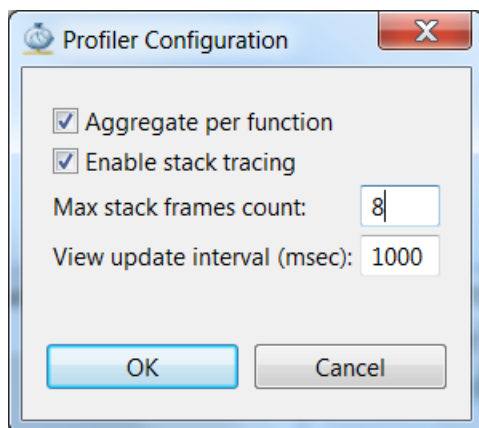 Profiler Configuration
Aggregate per function
Enable stack tracing
Max stack frames count: 8
View update interval (msec): 1000
OK Cancel